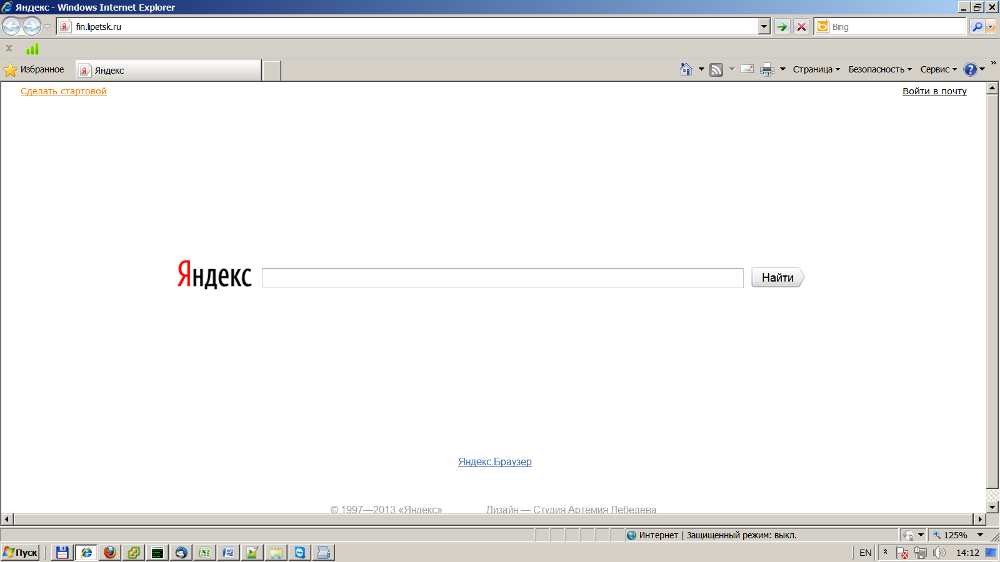 Яндекс - Windows Internet Explorer
fin.lipetsk.ru
Bing
Избранное
Яндекс
Страница
Безопасность
Сервис
Сделать стартовой
Войти в почту
Яндекс
Найти
Яндекс.Браузер
© 1997—2013 «Яндекс»
Дизайн — Студия Артемия Лебедева
Интернет | Защищенный режим: выкл.
125%
Пуск
EN
14:12